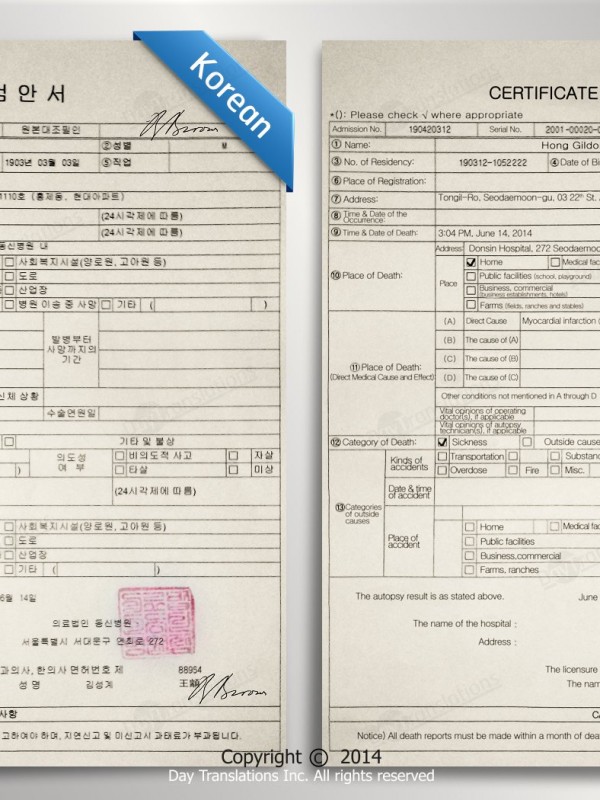 Korean
검 안 서
원본대조필인
②성별 M
1903년 03월 03일 ⑤직업
1110호 (홍제동, 현대아파트)
(24시각제에 따름)
(24시각제에 따름)
동신병원 내
사회복지시설(양로원, 고아원 등)
도로
산업장
병원 이송 중 사망 기타 ( )
발병부터
사망까지의
기간
신체 상황
수술연월일
기타 및 불상
의도성
여 부
비의도적 사고 자살
타살 미상
(24시각제에 따름)
사회복지시설(양로원, 고아원 등)
도로
산업장
기타 ( )
6월 14일
의료법인 동신병원 :
서울특별시 서대문구 연희로 272
과의사, 한의사 면허번호 제 88954
성 명 김성계
사항
고하여야 하며, 지연신고 및 미신고시 과태료가 부과됩니다.
CERTIFICATE
*(): Please check √ where appropriate
Admission No. 190420312 Serial No. 2001-00020-0
① Name: Hong Gildo
③ No. of Residency: 190312-1052222 ④ Date of Bi
⑥ Place of Registration:
⑦ Address: Tongil-Ro, Seodaemoon-gu, 03 22th St.
⑧ Time & Date of the
Occurrence:
⑨ Time & Date of Death: 3:04 PM, June 14, 2014
⑩ Place of Death:
Address: Donsin Hospital, 272 Seodaemoo
Place
Home Medical fac
Public facilities (school, playground)
Business, commercial
(business establishments, hotels)
Farms (fields, ranches and stables)
⑪ Place of Death:
(Direct Medical Cause and Effect)
(A) Direct Cause Myocardial infarction (
(B) The cause of (A)
(C) The cause of (B)
(D) The cause of (C)
Other conditions not mentioned in A through D
Vital opinions of operating
doctor(s), if applicable
Vital opinions of autopsy
technician(s), if applicable
⑫ Category of Death: Sickness Outside cause
⑬ Categories
of outside
causes
Kinds of
accidents
Transportation Substanc
Overdose Fire Misc.
Date & time
of accident
Place of
accident
Home Medical fac
Public facilities
Business,commercial
Farms, ranches
The autopsy result is as stated above. June
The name of the hospital :
Address :
The licensure
The nam
Ca
Notice) All death reports must be made within a month of dea
Copyright © 2014
Day Translations Inc. All rights reserved